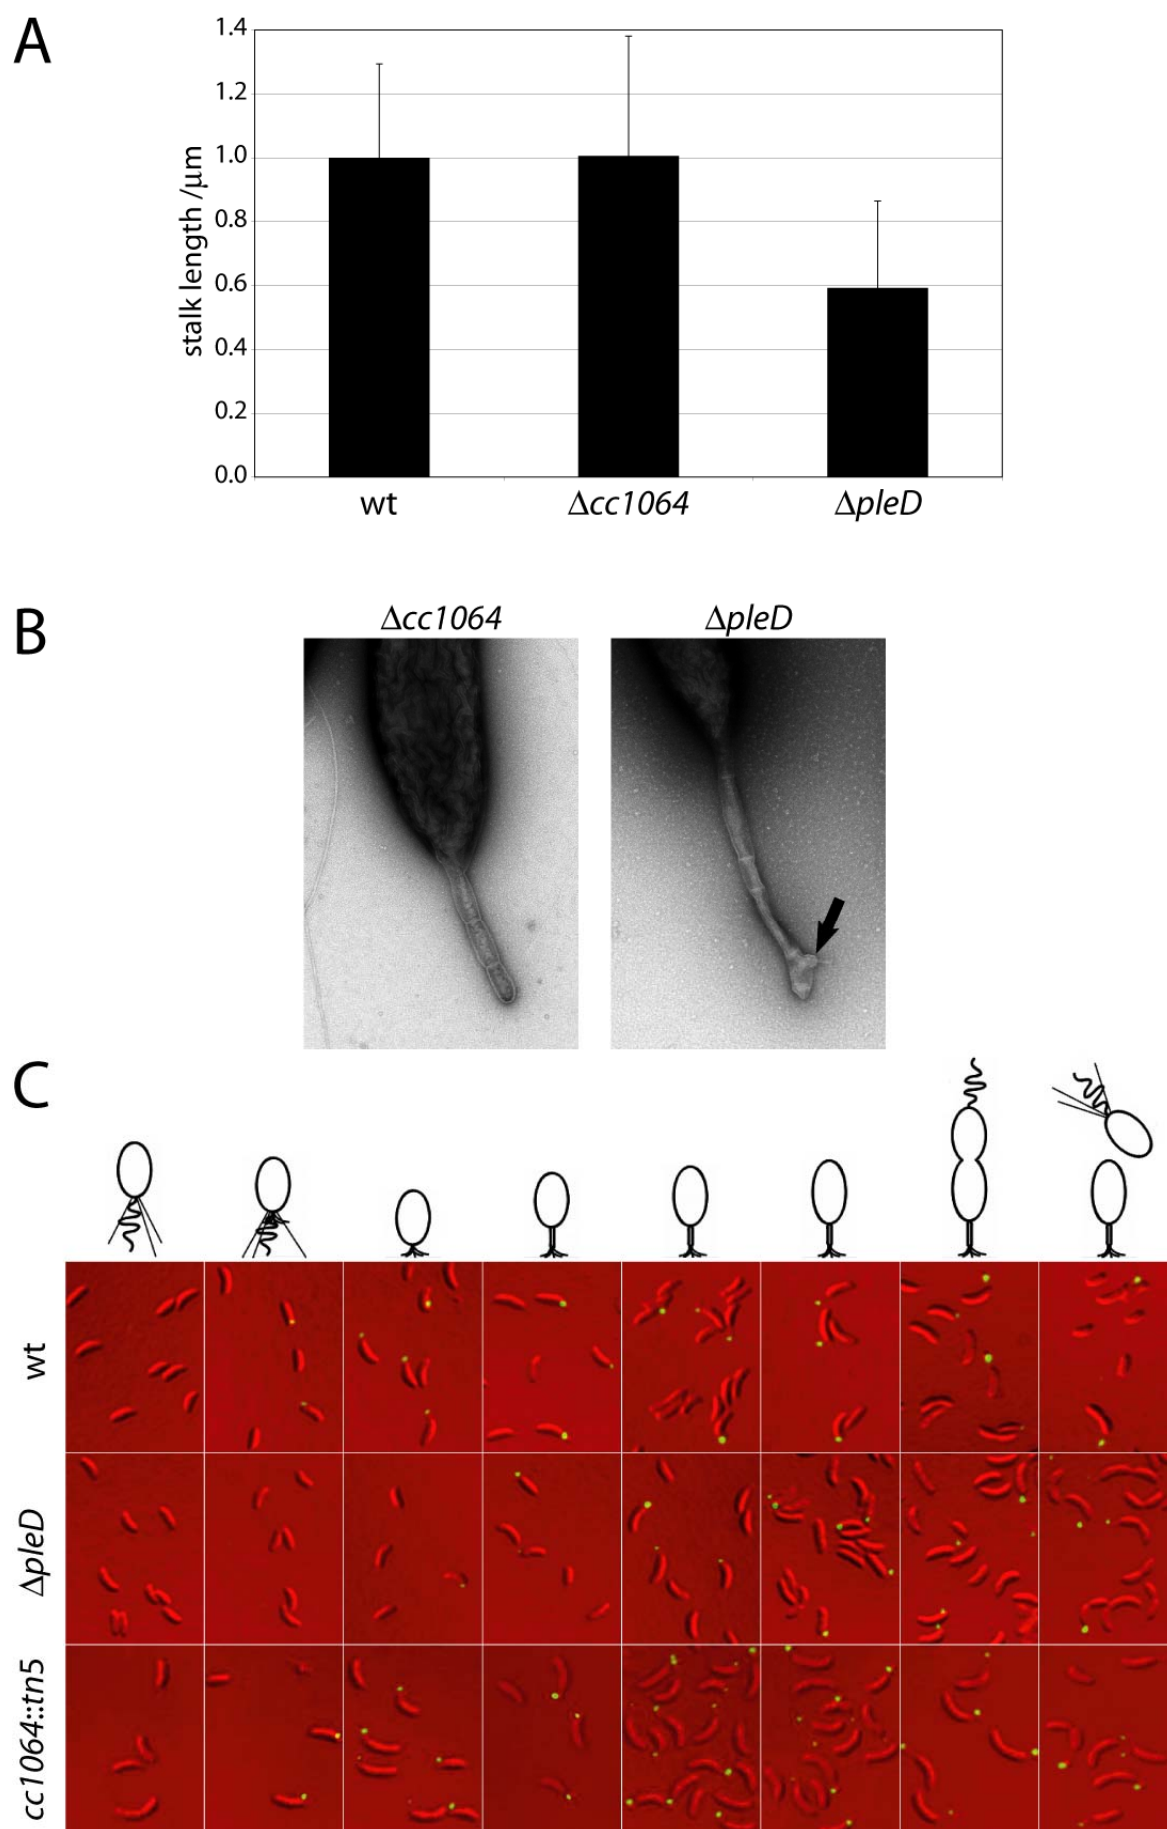 A
1.4
1.2
1.0
0.8
0.6
0.4
0.2
0.0
stalk length /µm
wt
Δcc1064
ΔpleD
B
Δcc1064
ΔpleD
C
wt
ΔpleD
cc1064::tn5